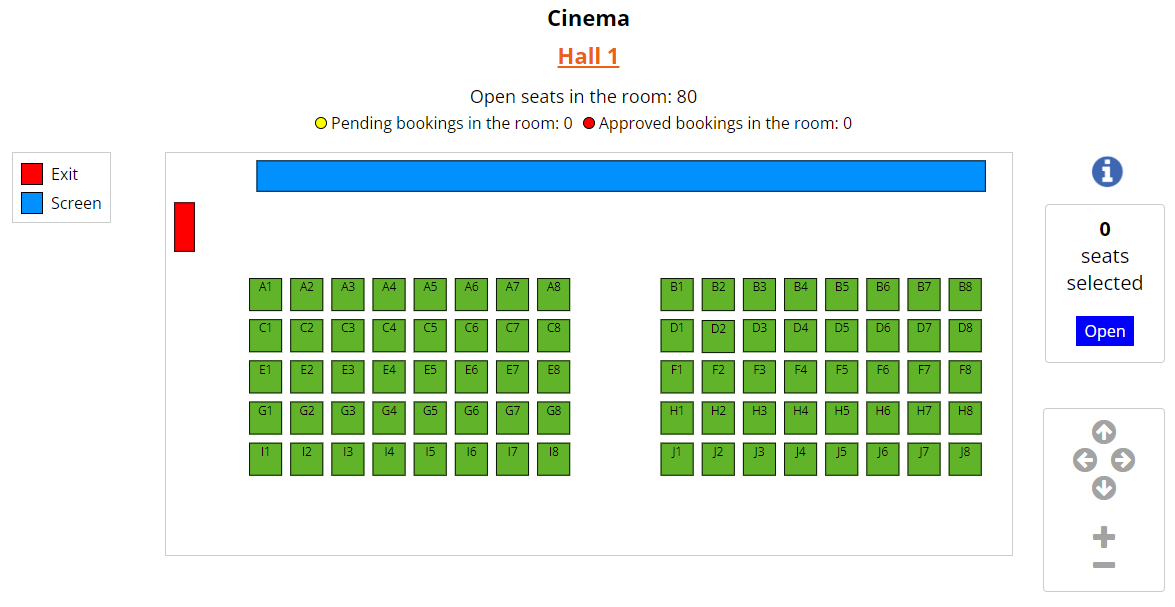 Cinema
Hall 1
Open seats in the room: 80
Pending bookings in the room: 0 Approved bookings in the room: 0
Exit
Screen
A1 A2 A3 A4 A5 A6 A7 A8 B1 B2 B3 B4 B5 B6 B7 B8
C1 C2 C3 C4 C5 C6 C7 C8 D1 D2 D3 D4 D5 D6 D7 D8
E1 E2 E3 E4 E5 E6 E7 E8 F1 F2 F3 F4 F5 F6 F7 F8
G1 G2 G3 G4 G5 G6 G7 G8 H1 H2 H3 H4 H5 H6 H7 H8
I1 I2 I3 I4 I5 I6 I7 I8 J1 J2 J3 J4 J5 J6 J7 J8
i
0
seats
selected
Open